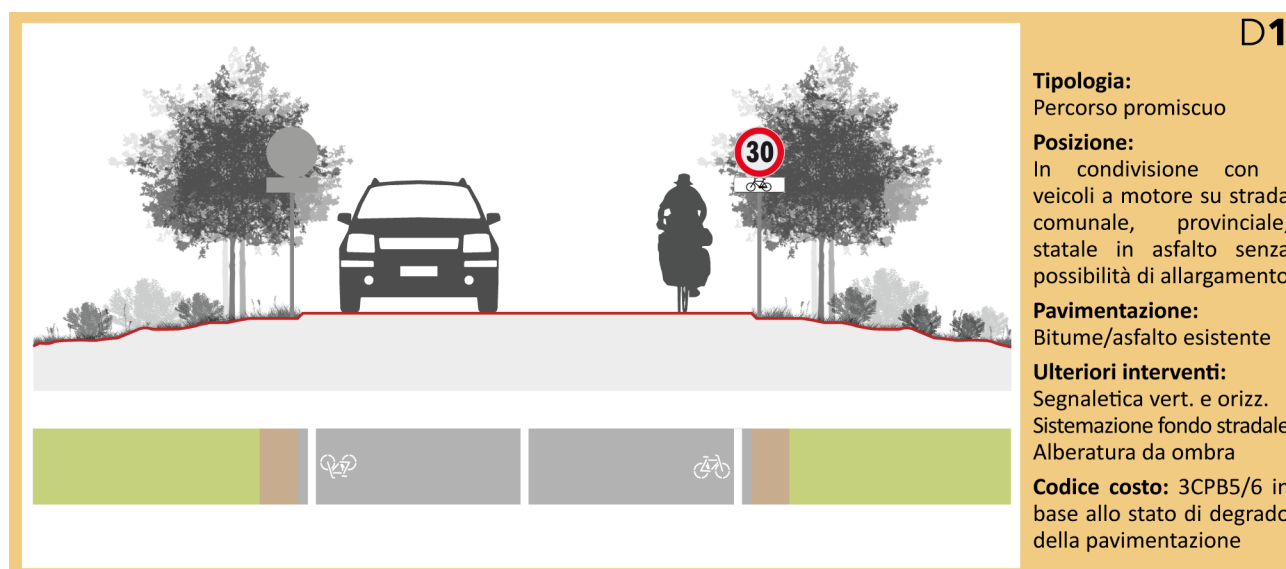 D1
Tipologia:
Percorso promiscuo
Posizione:
In condivisione con
veicoli a motore su strada
comunale, provinciale,
statale in asfalto senza
possibilità di allargamento
Pavimentazione:
Bitume/asfalto esistente
Ulteriori interventi:
Segnaletica vert. e orizz.
Sistemazione fondo stradale
Alberatura da ombra
Codice costo: 3CPB5/6 in
base allo stato di degrado
della pavimentazione
30